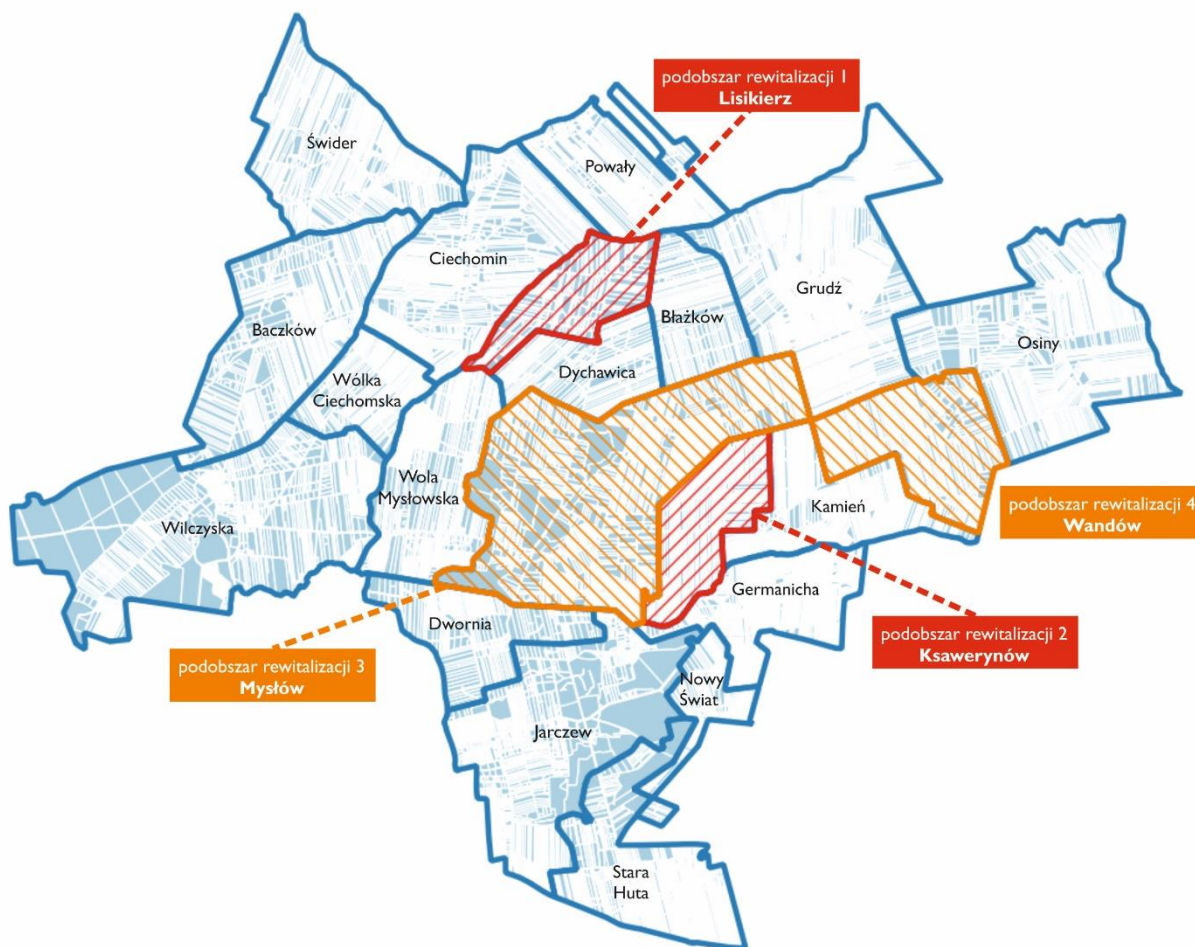 podobszar rewitalizacji 1
Lisikierz
Świder
Powały
Ciechomin
Grudź
Baczków
Błażków
Osiny
Wólka
Ciechomska
Dychawica
Wola
Mysłowska
Wilczyska
Kamień
podobszar rewitalizacji 4
Wandów
Germanicha
Dwornia
podobszar rewitalizacji 2
Ksawerynów
podobszar rewitalizacji 3
Mysłów
Nowy
Świat
Jarczew
Stara
Huta